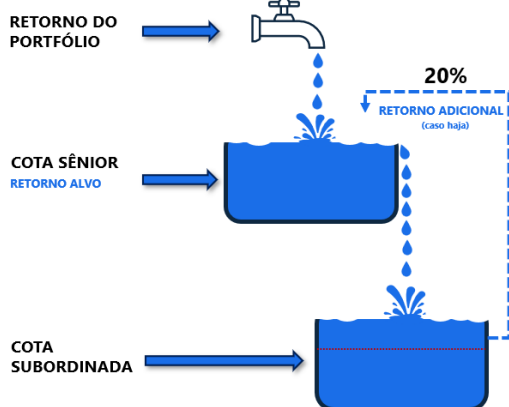 RETORNO DO
PORTFÓLIO
20%
RETORNO ADICIONAL
(caso haja)
COTA SÊNIOR
RETORNO ALVO
COTA
SUBORDINADA